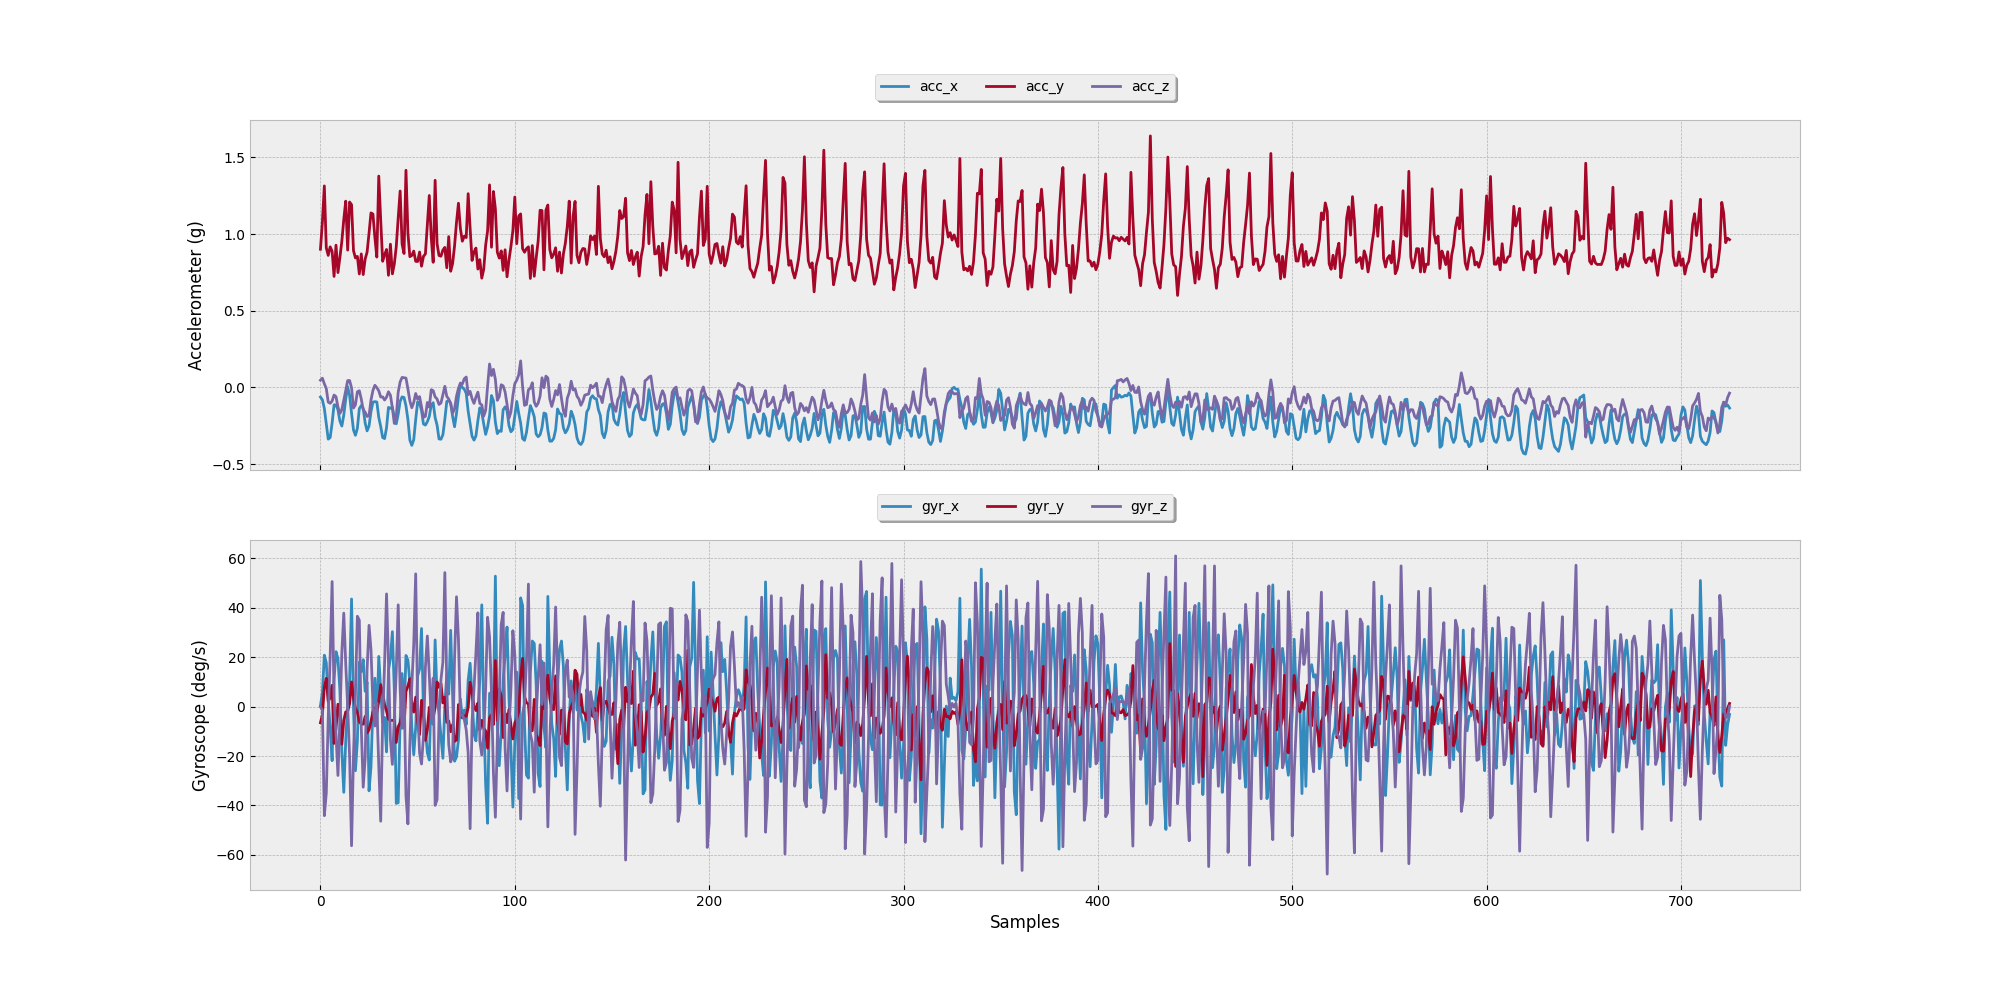 acc_x acc_y acc_z
Accelerometer (g)
1.5
1.0
0.5
0.0
−0.5
gyr_x gyr_y gyr_z
Gyroscope (deg/s)
60
40
20
0
−20
−40
−60
0 100 200 300 400 500 600 700
Samples